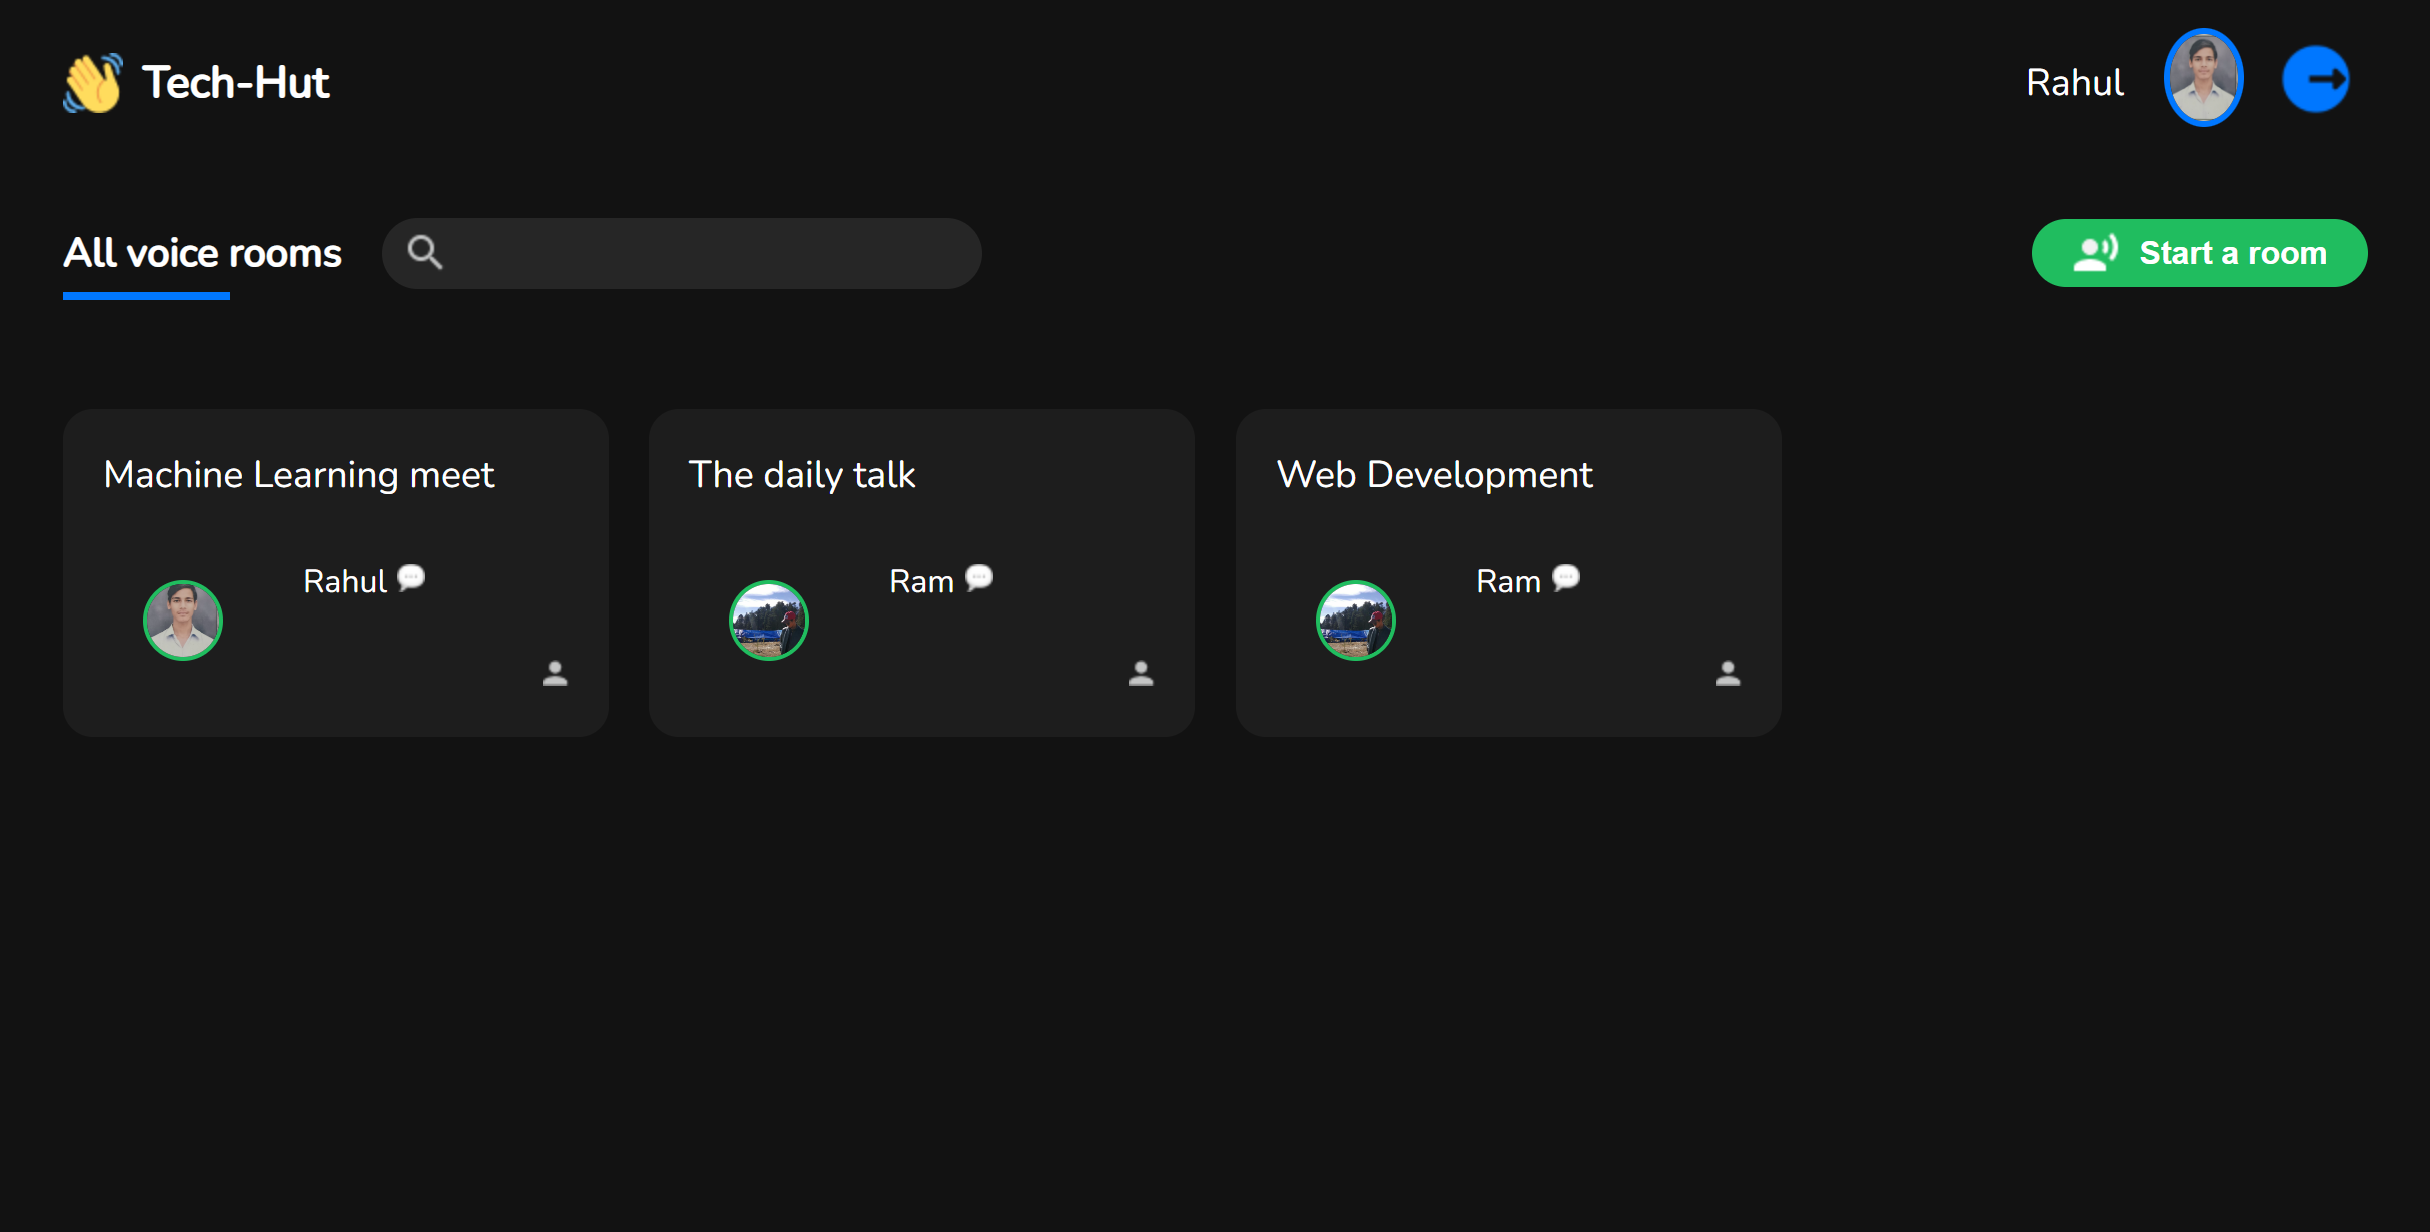 Tech-Hut
Rahul
All voice rooms
Start a room
Machine Learning meet
Rahul
The daily talk
Ram
Web Development
Ram